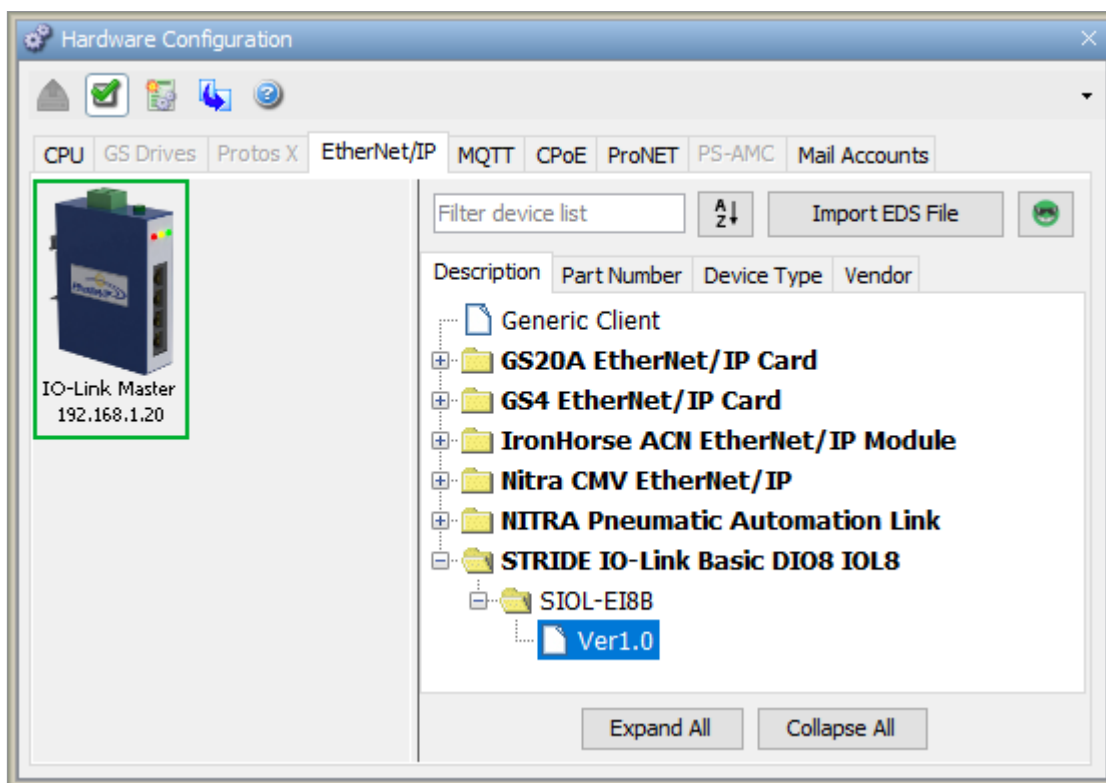 Hardware Configuration
CPU GS Drives Protos X EtherNet/IP MQTT CPoE ProNET PS-AMC Mail Accounts
IO-Link Master
192.168.1.20
Filter device list
A
Z
Import EDS File
Description Part Number Device Type Vendor
Generic Client
GS20A EtherNet/IP Card
GS4 EtherNet/IP Card
IronHorse ACN EtherNet/IP Module
Nitra CMV EtherNet/IP
NITRA Pneumatic Automation Link
STRIDE IO-Link Basic DIO8 IOL8
SIOL-EI8B
Ver1.0
Expand All Collapse All